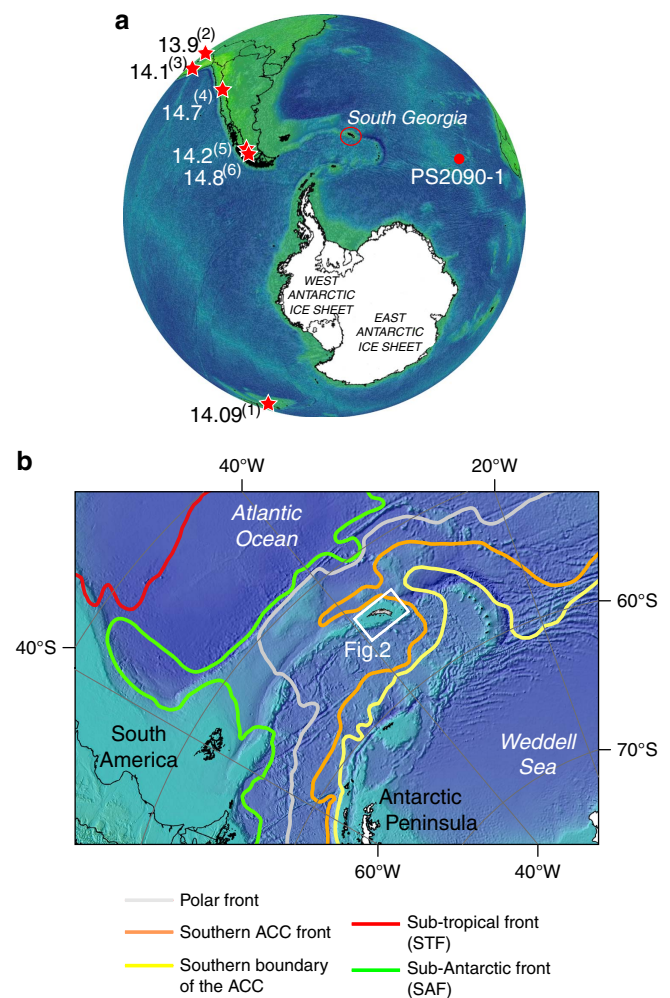 a
13.9(2)
14.1(3)
14.7(4)
14.2(5)
14.8(6)
South Georgia
PS2090-1
WEST
ANTARCTIC
ICE SHEET
EAST
ANTARCTIC
ICE SHEET
14.09(1)
b
40°W
20°W
Atlantic
Ocean
60°S
40°S
Fig.2
South
America
Weddell
Sea
70°S
Antarctic
Peninsula
60°W
40°W
Polar front
Southern ACC front
Southern boundary
of the ACC
Sub-tropical front
(STF)
Sub-Antarctic front
(SAF)